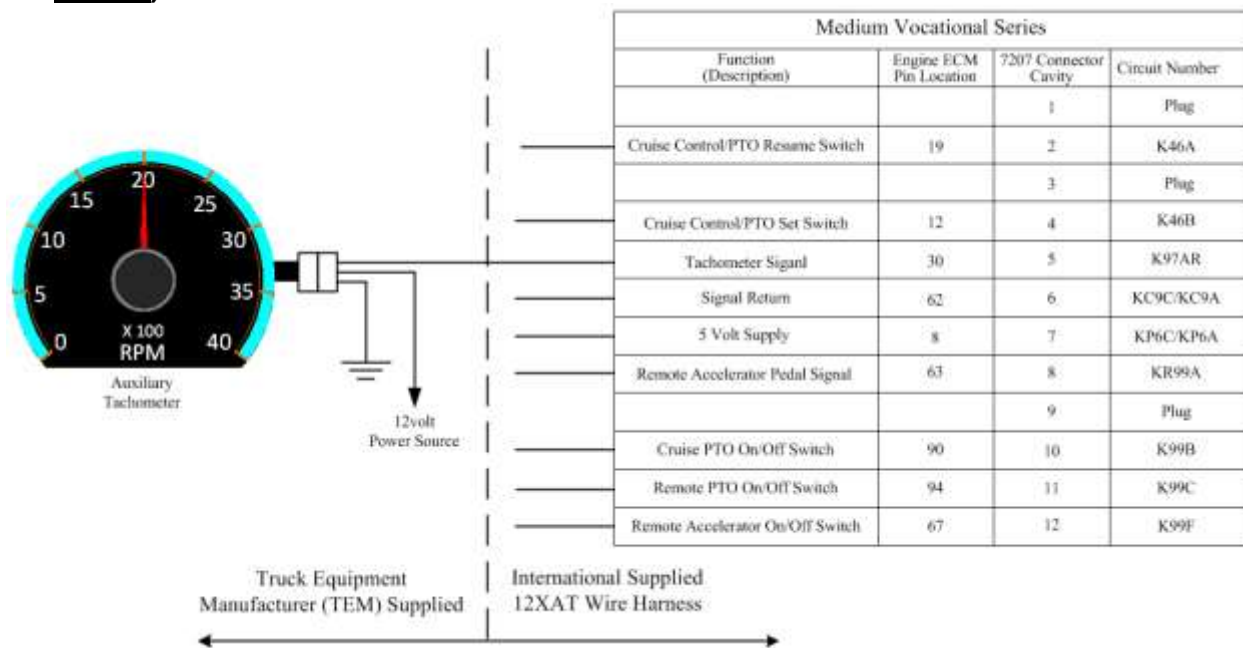 Medium Vocational Series
Function (Description) Engine ECM Pin Location 7207 Connector Cavity Circuit Number
1 Plug
Cruise Control/PTO Resume Switch 19 2 K46A
3 Plug
Cruise Control/PTO Set Switch 12 4 K46B
Tachometer Siganl 30 5 K97AR
Signal Return 62 6 KC9C/KC9A
5 Volt Supply 8 7 KP6C/KP6A
Remote Accelerator Pedal Signal 63 8 KR99A
9 Plug
Cruise PTO On/Off Switch 90 10 K99B
Remote PTO On/Off Switch 94 11 K99C
Remote Accelerator On/Off Switch 67 12 K99F
0 5 10 15 20 25 30 35 40
X 100
RPM
Auxiliary
Tachometer
12volt
Power Source
Truck Equipment
Manufacturer (TEM) Supplied
International Supplied
12XAT Wire Harness